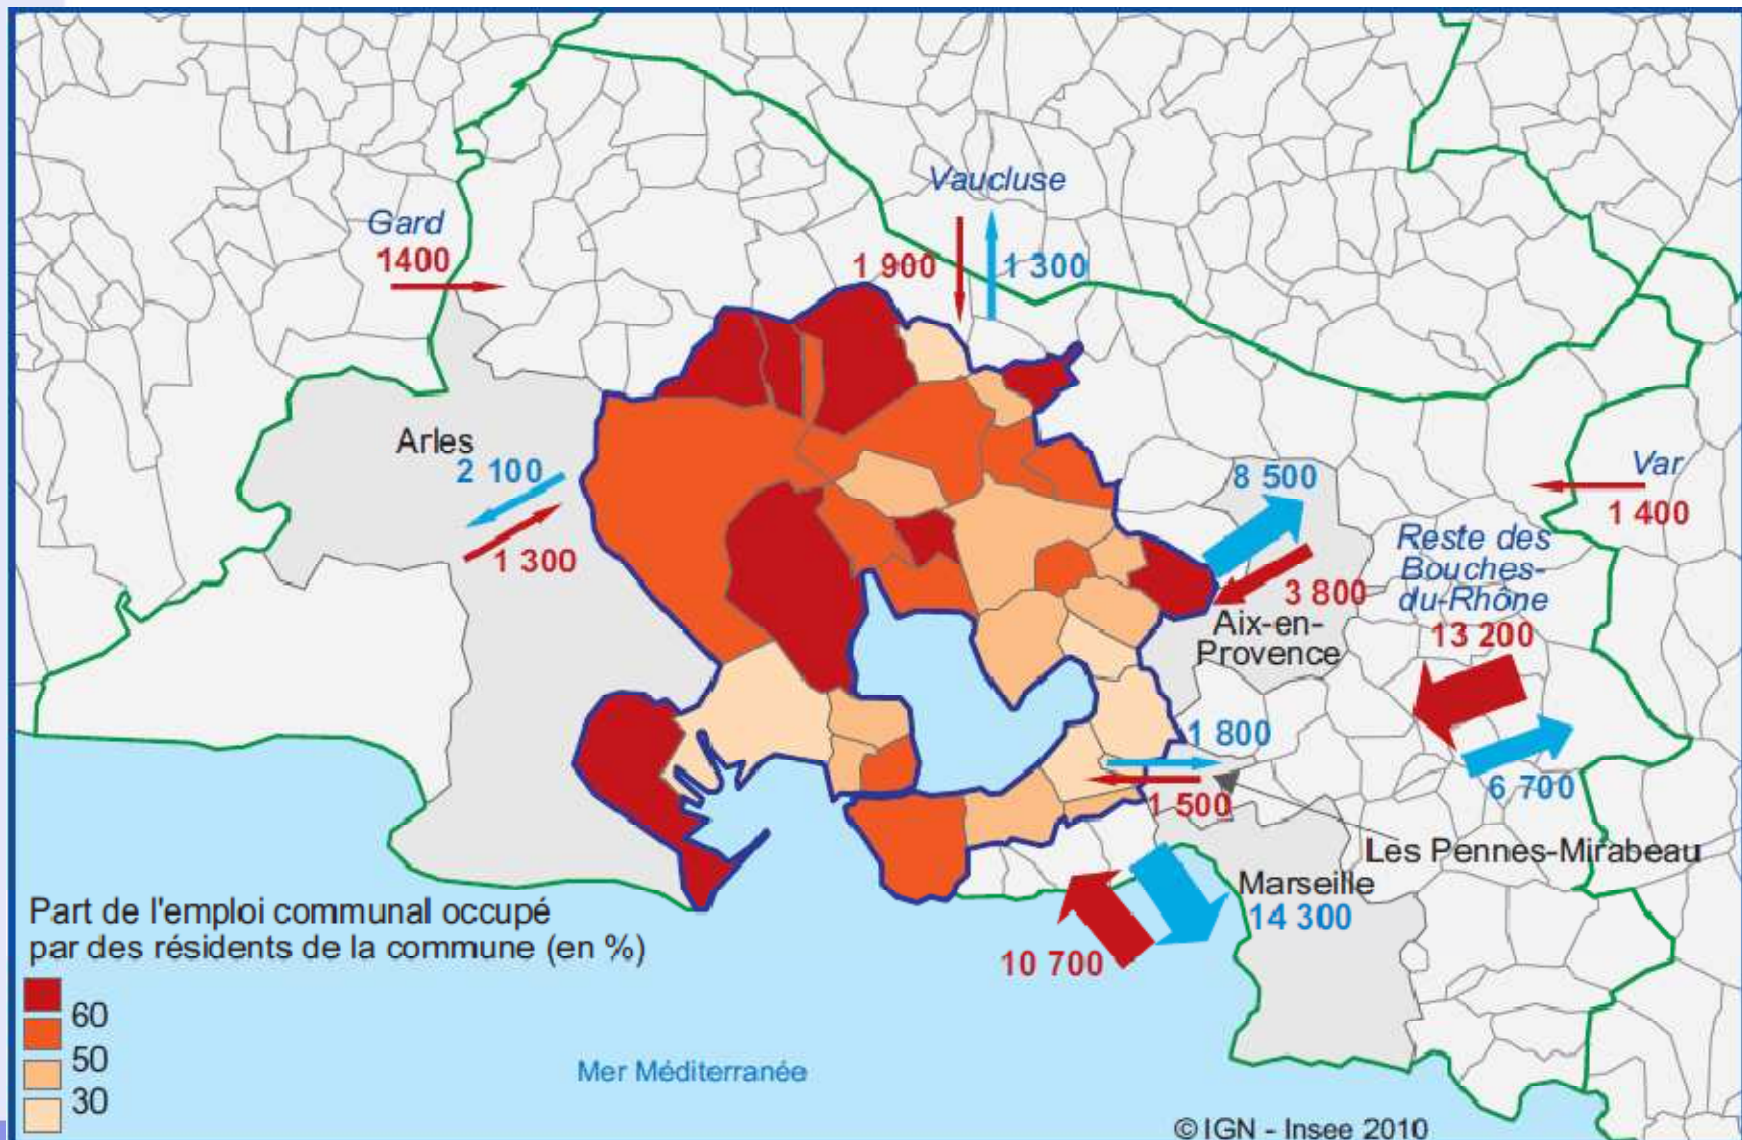 Vaucluse
Gard
1400
1 900
1 300
Arles
2 100
1 300
8 500
Var
1 400
3 800
Aix-en-
Provence
Reste des
Bouches-
du-Rhône
13 200
6 700
1 800
1 500
Les Pennes-Mirabeau
Marseille
14 300
10 700
Part de l'emploi communal occupé
par des résidents de la commune (en %)
60
50
30
Mer Méditerranée
© IGN - Insee 2010